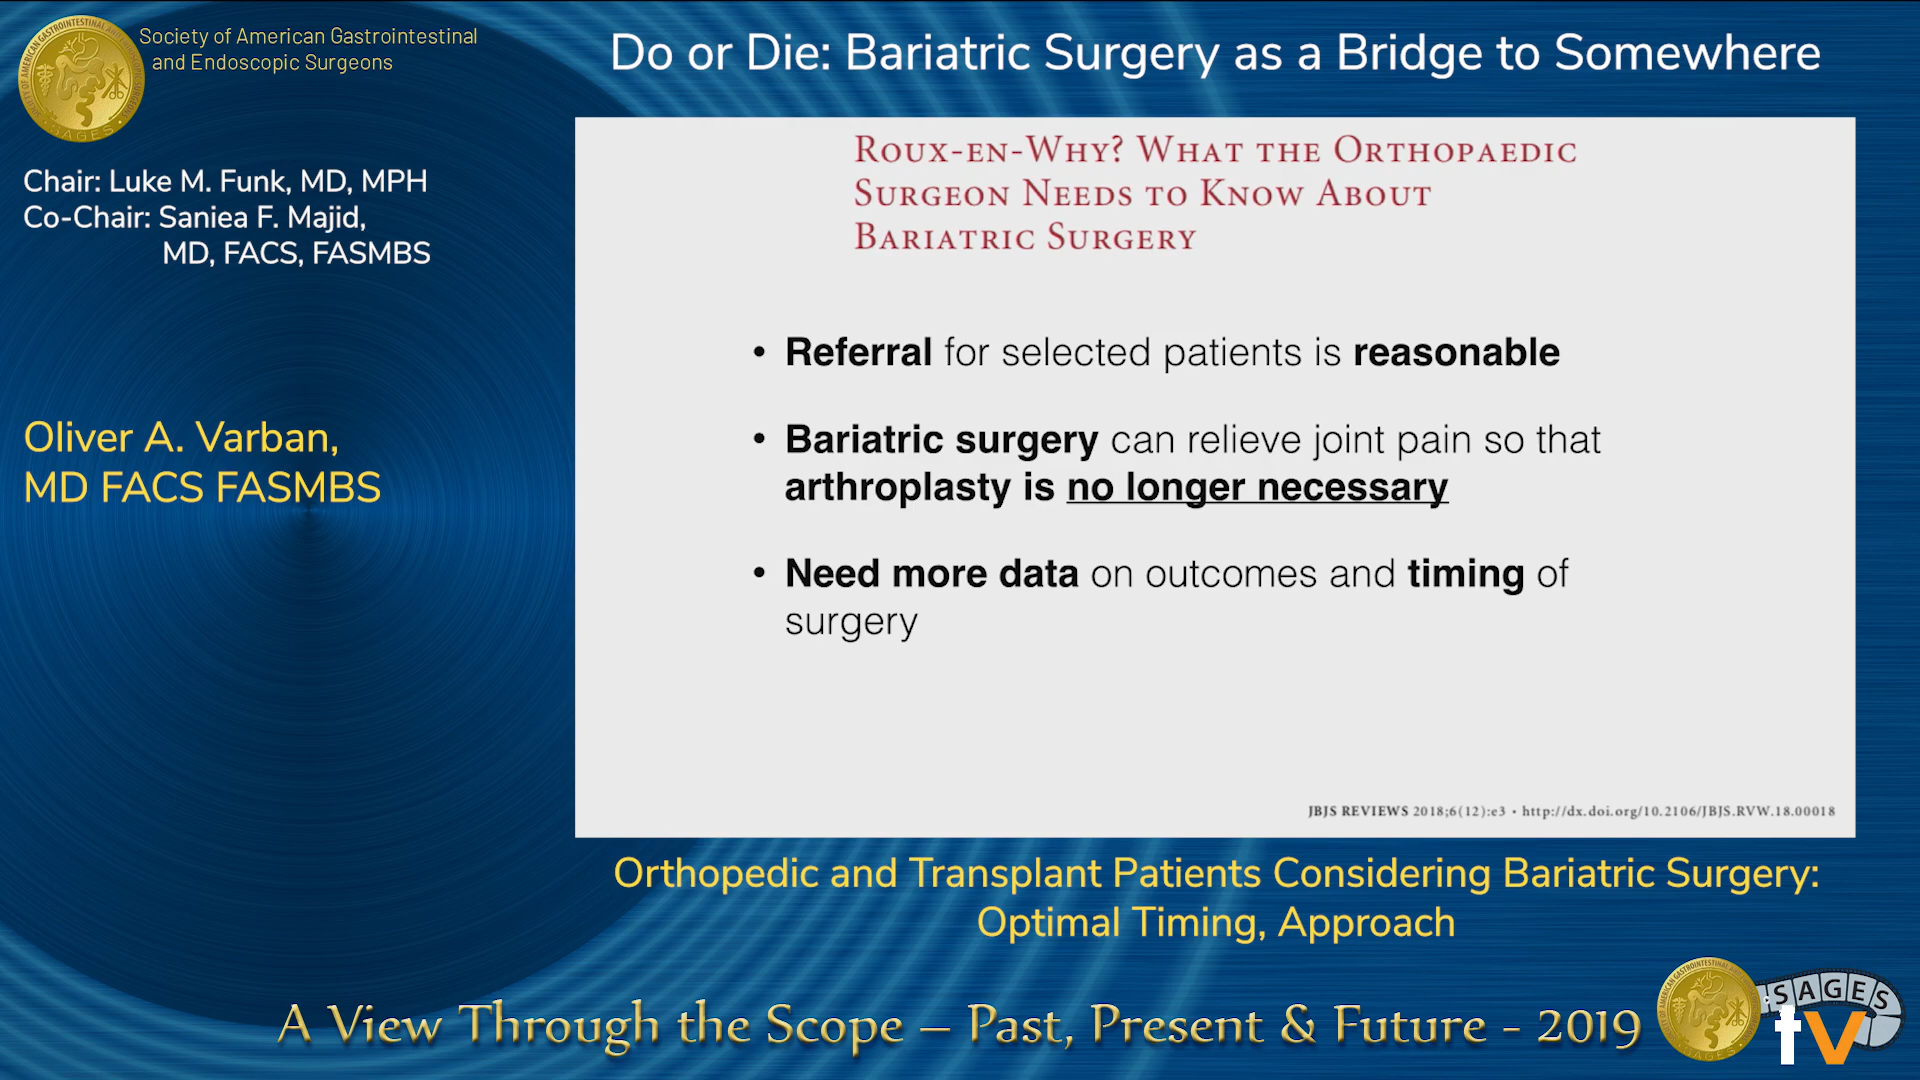 Society of American Gastrointestinal
and Endoscopic Surgeons
Do or Die: Bariatric Surgery as a Bridge to Somewhere
Chair: Luke M. Funk, MD, MPH
Co-Chair: Saniea F. Majid,
MD, FACS, FASMBS
Oliver A. Varban,
MD FACS FASMBS
ROUX-EN-WHY? WHAT THE ORTHOPAEDIC
SURGEON NEEDS TO KNOW ABOUT
BARIATRIC SURGERY
• Referral for selected patients is reasonable
• Bariatric surgery can relieve joint pain so that
arthroplasty is no longer necessary
• Need more data on outcomes and timing of
surgery
JBJS REVIEWS 2018;6(12):e3 • http://dx.doi.org/10.2106/JBJS.RVW.18.00018
Orthopedic and Transplant Patients Considering Bariatric Surgery:
Optimal Timing, Approach
A View Through the Scope – Past, Present & Future - 2019
SAGES
tv